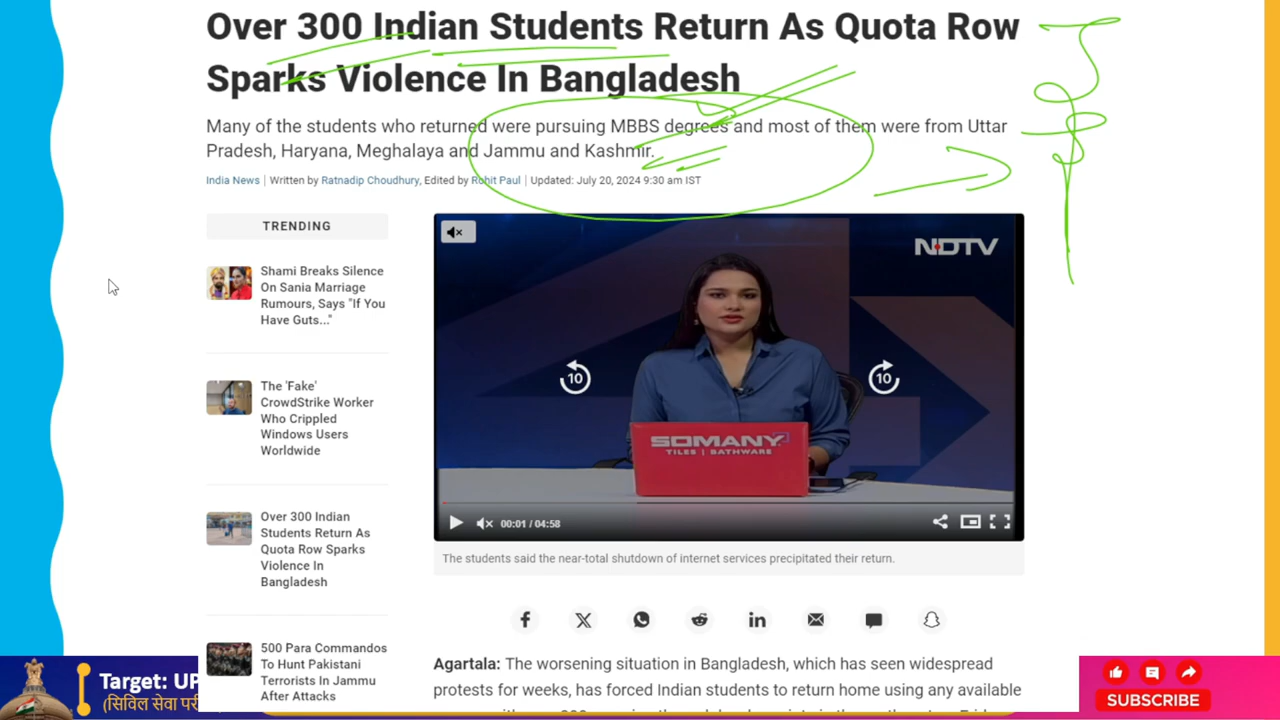 Over 300 Indian Students Return As Quota Row
Sparks Violence In Bangladesh
Many of the students who returned were pursuing MBBS degrees and most of them were from Uttar
Pradesh, Haryana, Meghalaya and Jammu and Kashmir.
India News | Written by Ratnadip Choudhury, Edited by Rohit Paul | Updated: July 20, 2024 9:30 am IST
TRENDING
Shami Breaks Silence
On Sania Marriage
Rumours, Says "If You
Have Guts..."
The 'Fake'
CrowdStrike Worker
Who Crippled
Windows Users
Worldwide
Over 300 Indian
Students Return As
Quota Row Sparks
Violence In
Bangladesh
500 Para Commandos
To Hunt Pakistani
Terrorists In Jammu
After Attacks
NDTV
10
10
SOMANY
TILES | BATHWARE
00:01 / 04:58
The students said the near-total shutdown of internet services precipitated their return.
Agartala: The worsening situation in Bangladesh, which has seen widespread
protests for weeks, has forced Indian students to return home using any available
Target: UP
(सिविल सेवा परी
SUBSCRIBE